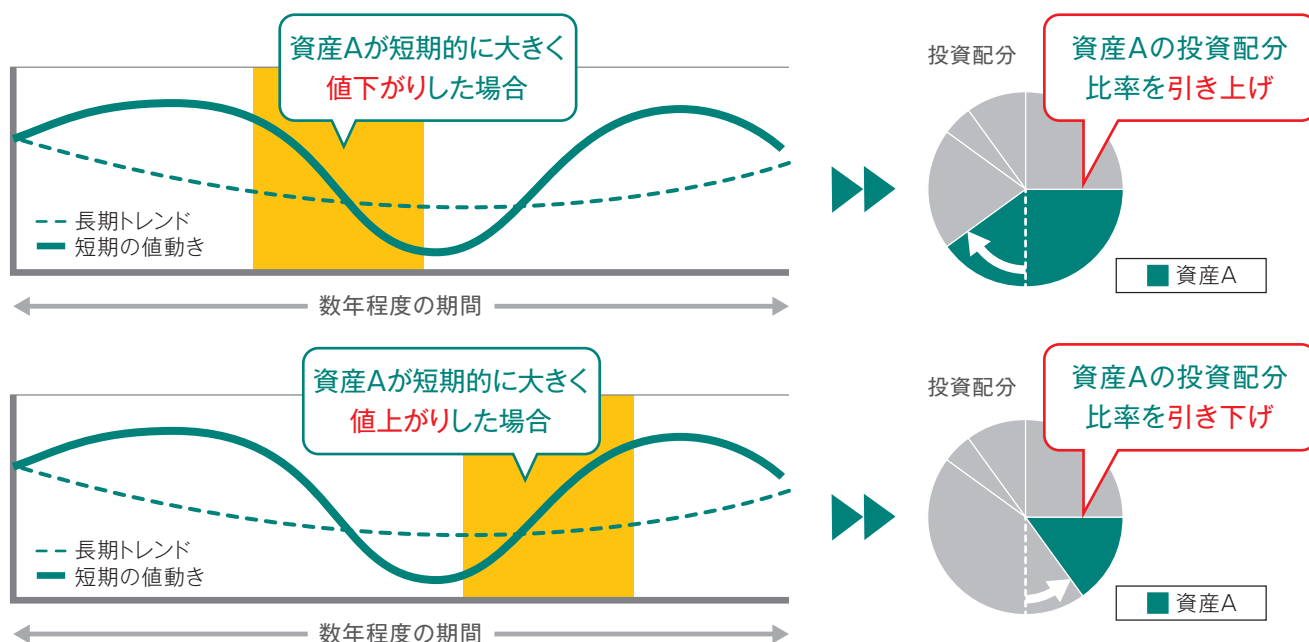 資産Aが短期的に大きく
値下がりした場合
長期トレンド
短期の値動き
数年程度の期間
投資配分
資産Aの投資配分
比率を引き上げ
資産A
資産Aが短期的に大きく
値上がりした場合
長期トレンド
短期の値動き
数年程度の期間
投資配分
資産Aの投資配分
比率を引き下げ
資産A